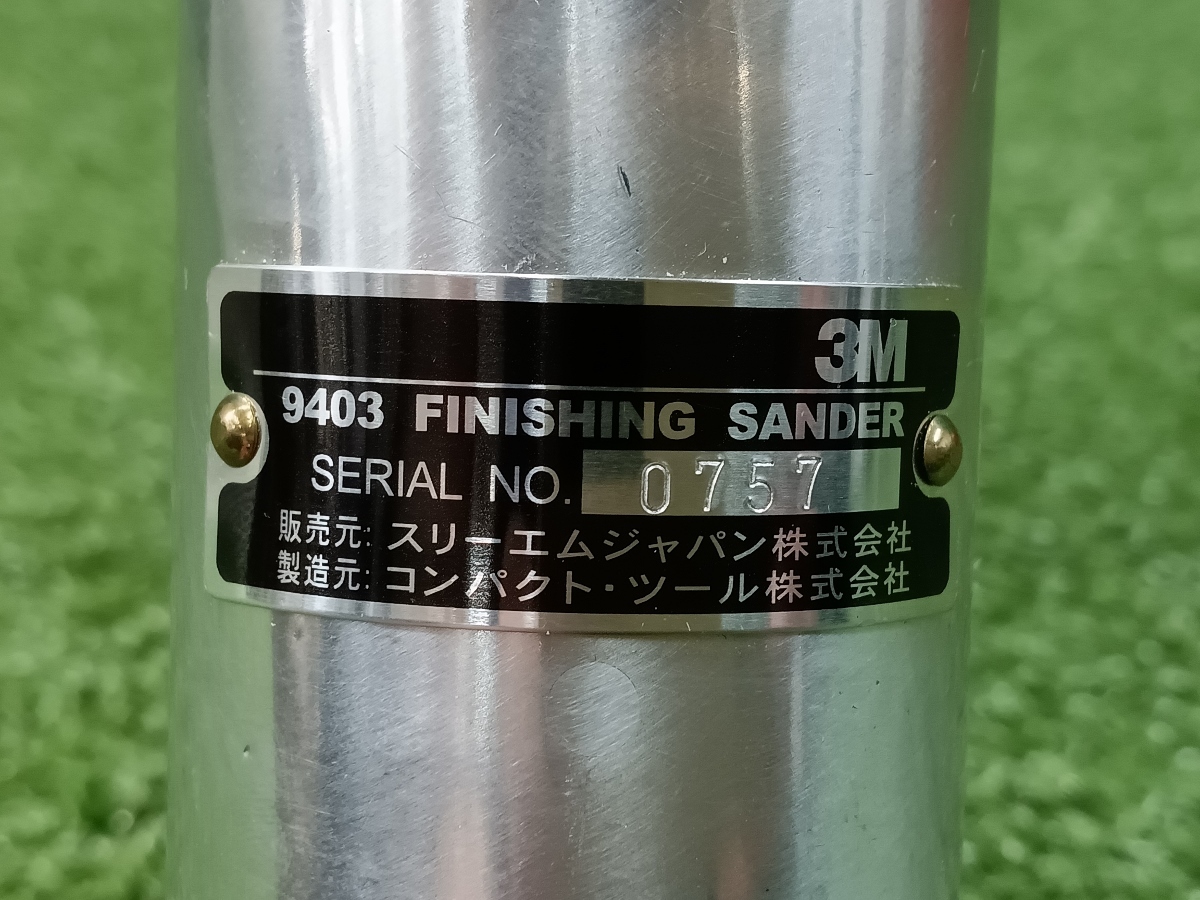 3M
9403 FINISHING SANDER
SERIAL NO. 0757
販売元: スリーエムジャパン株式会社
製造元: コンパクト・ツール株式会社